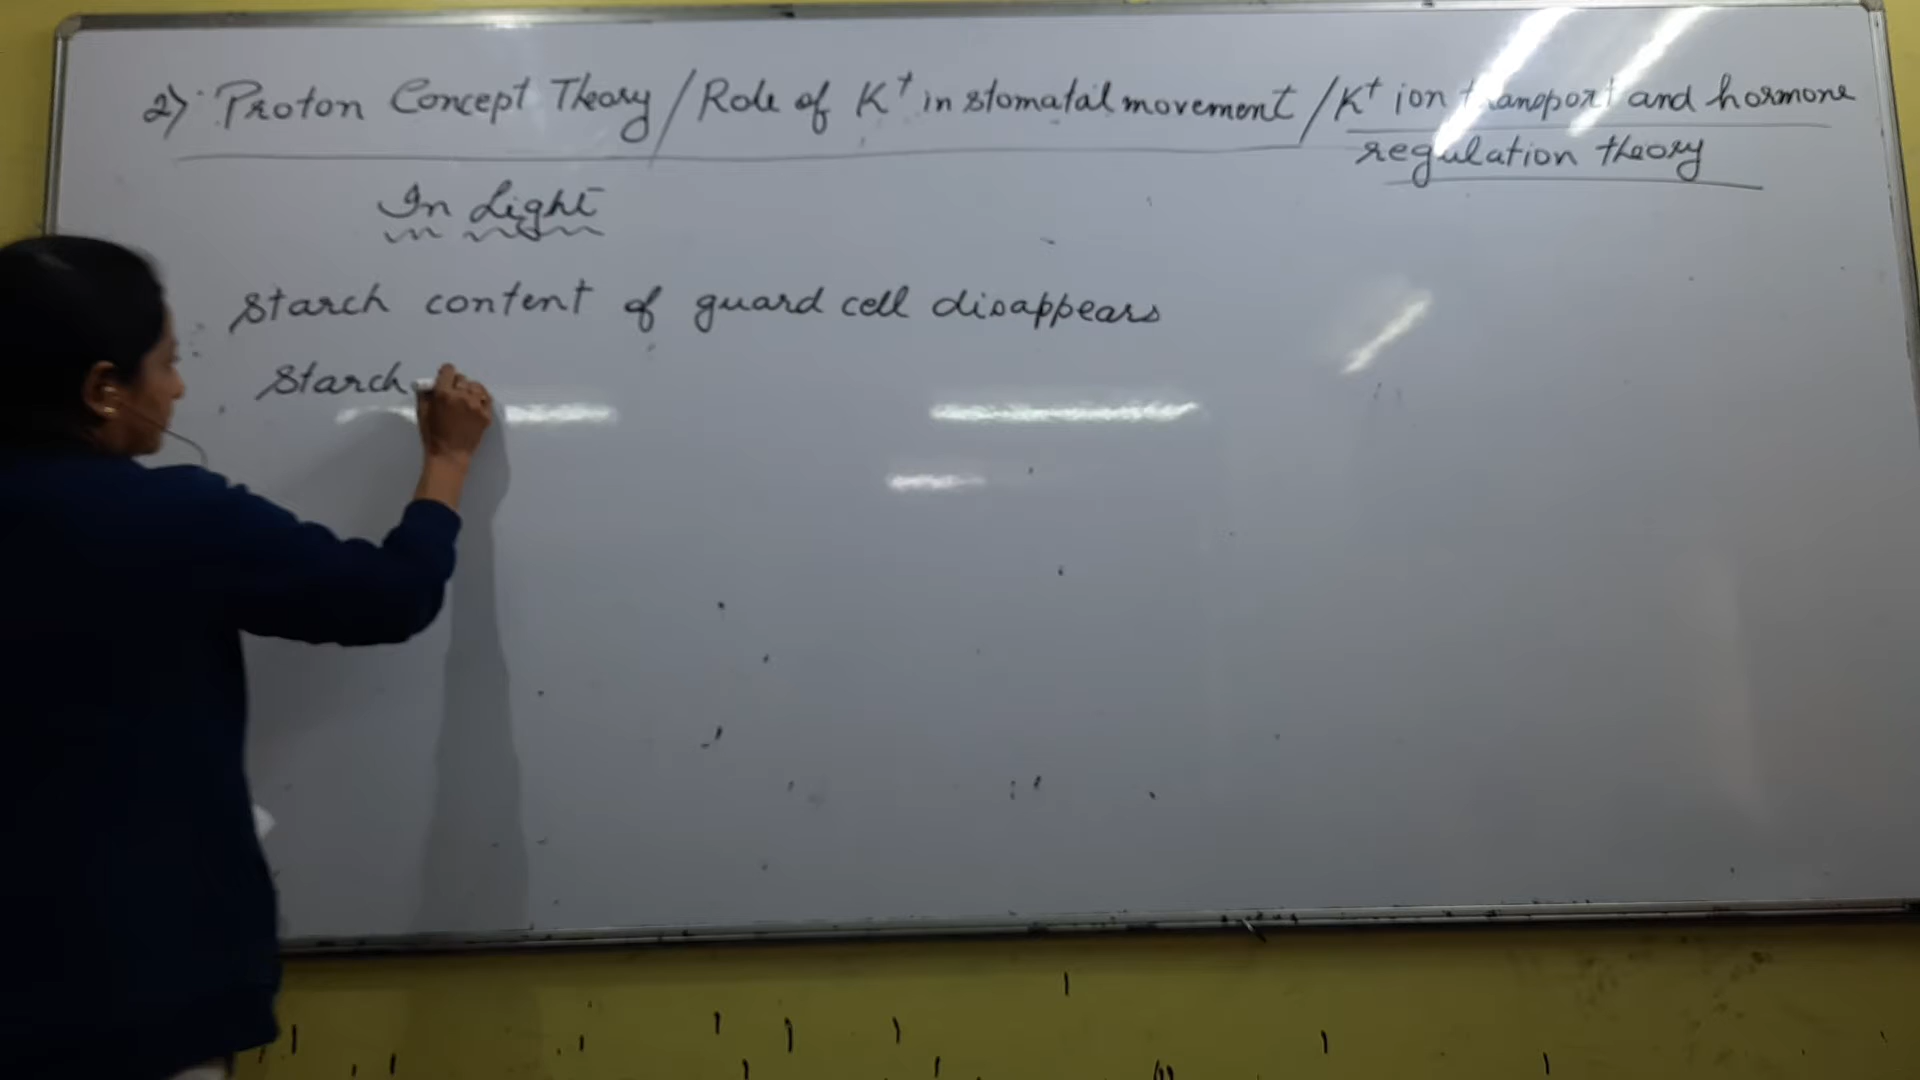 2) Proton Concept Theory / Role of K⁺ in stomatal movement / K⁺ ion transport and hormone
regulation theory
In Light
Starch content of guard cell disappears
Starch